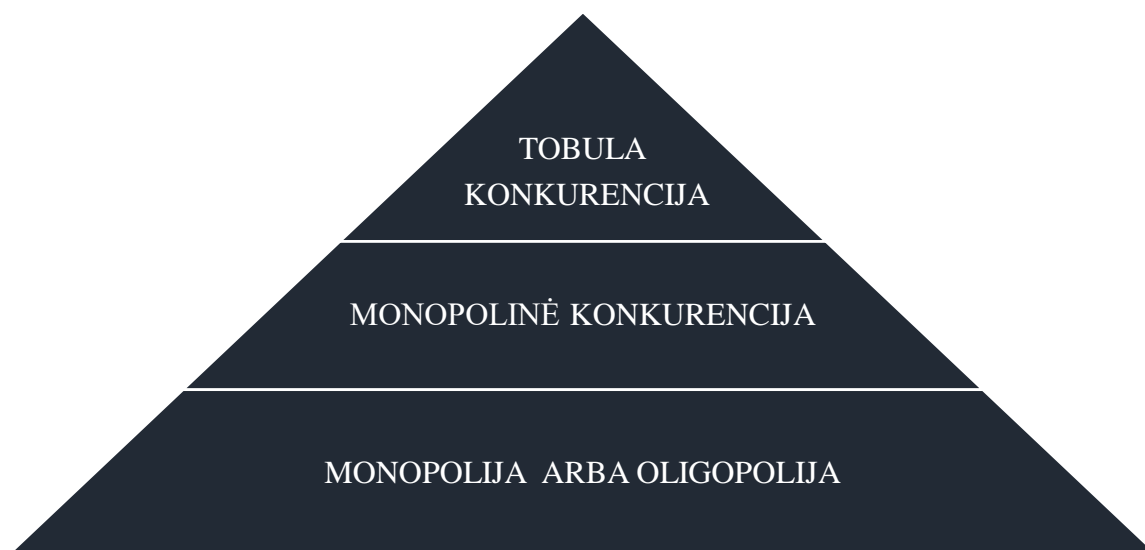 TOBULA
KONKURENCIJA
MONOPOLINĖ KONKURENCIJA
MONOPOLIJA ARBA OLIGOPOLIJA